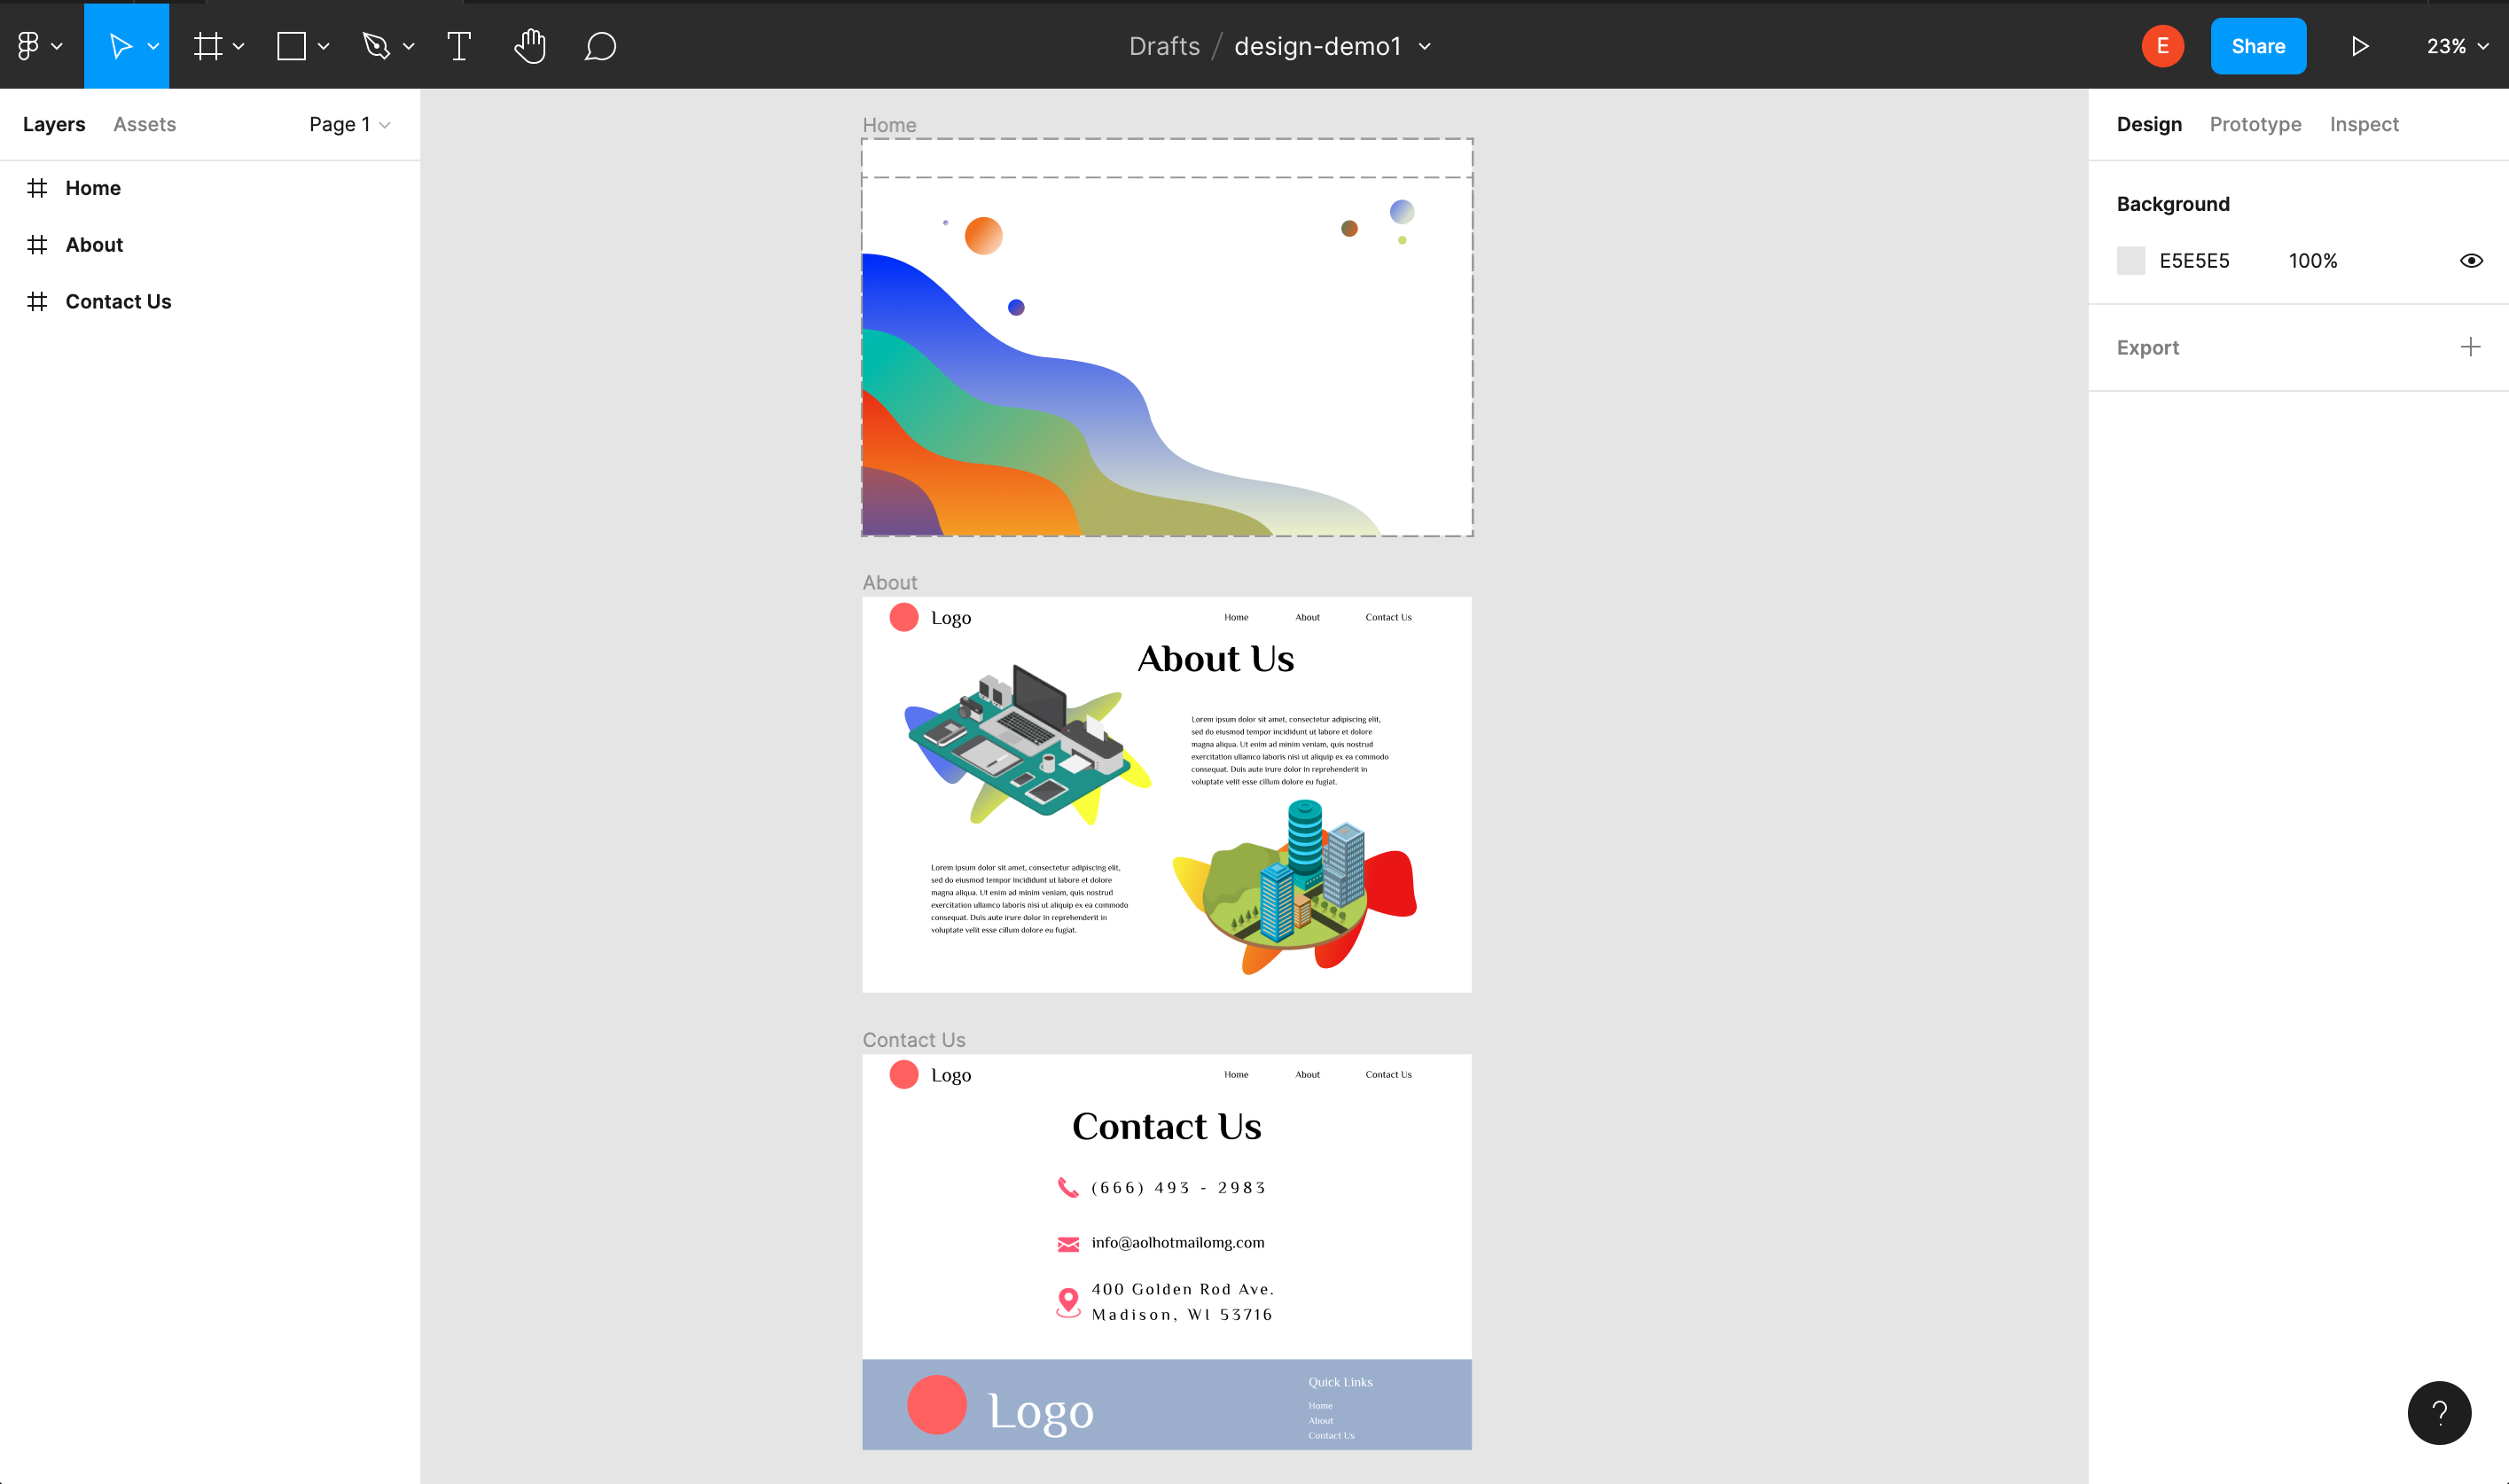 Drafts / design-demo1
E
Share
23%
Layers
Assets
Page 1
Home
About
Contact Us
Design
Prototype
Inspect
Background
E5E5E5
100%
Export
Home
About
Logo
Home
About
Contact Us
About Us
Lorem ipsum dolor sit amet, consectetur adipiscing elit,
sed do eiusmod tempor incididunt ut labore et dolore
magna aliqua. Ut enim ad minim veniam, quis nostrud
exercitation ullamco laboris nisi ut aliquip ex ea commodo
consequat. Duis aute irure dolor in reprehenderit in
voluptate velit esse cillum dolore eu fugiat.
Lorem ipsum dolor sit amet, consectetur adipiscing elit,
sed do eiusmod tempor incididunt ut labore et dolore
magna aliqua. Ut enim ad minim veniam, quis nostrud
exercitation ullamco laboris nisi ut aliquip ex ea commodo
consequat. Duis aute irure dolor in reprehenderit in
voluptate velit esse cillum dolore eu fugiat.
Contact Us
Logo
Home
About
Contact Us
Contact Us
(666) 493 - 2983
info@aolhotmailomg.com
400 Golden Rod Ave.
Madison, WI 53716
Logo
Quick Links
Home
About
Contact Us
?